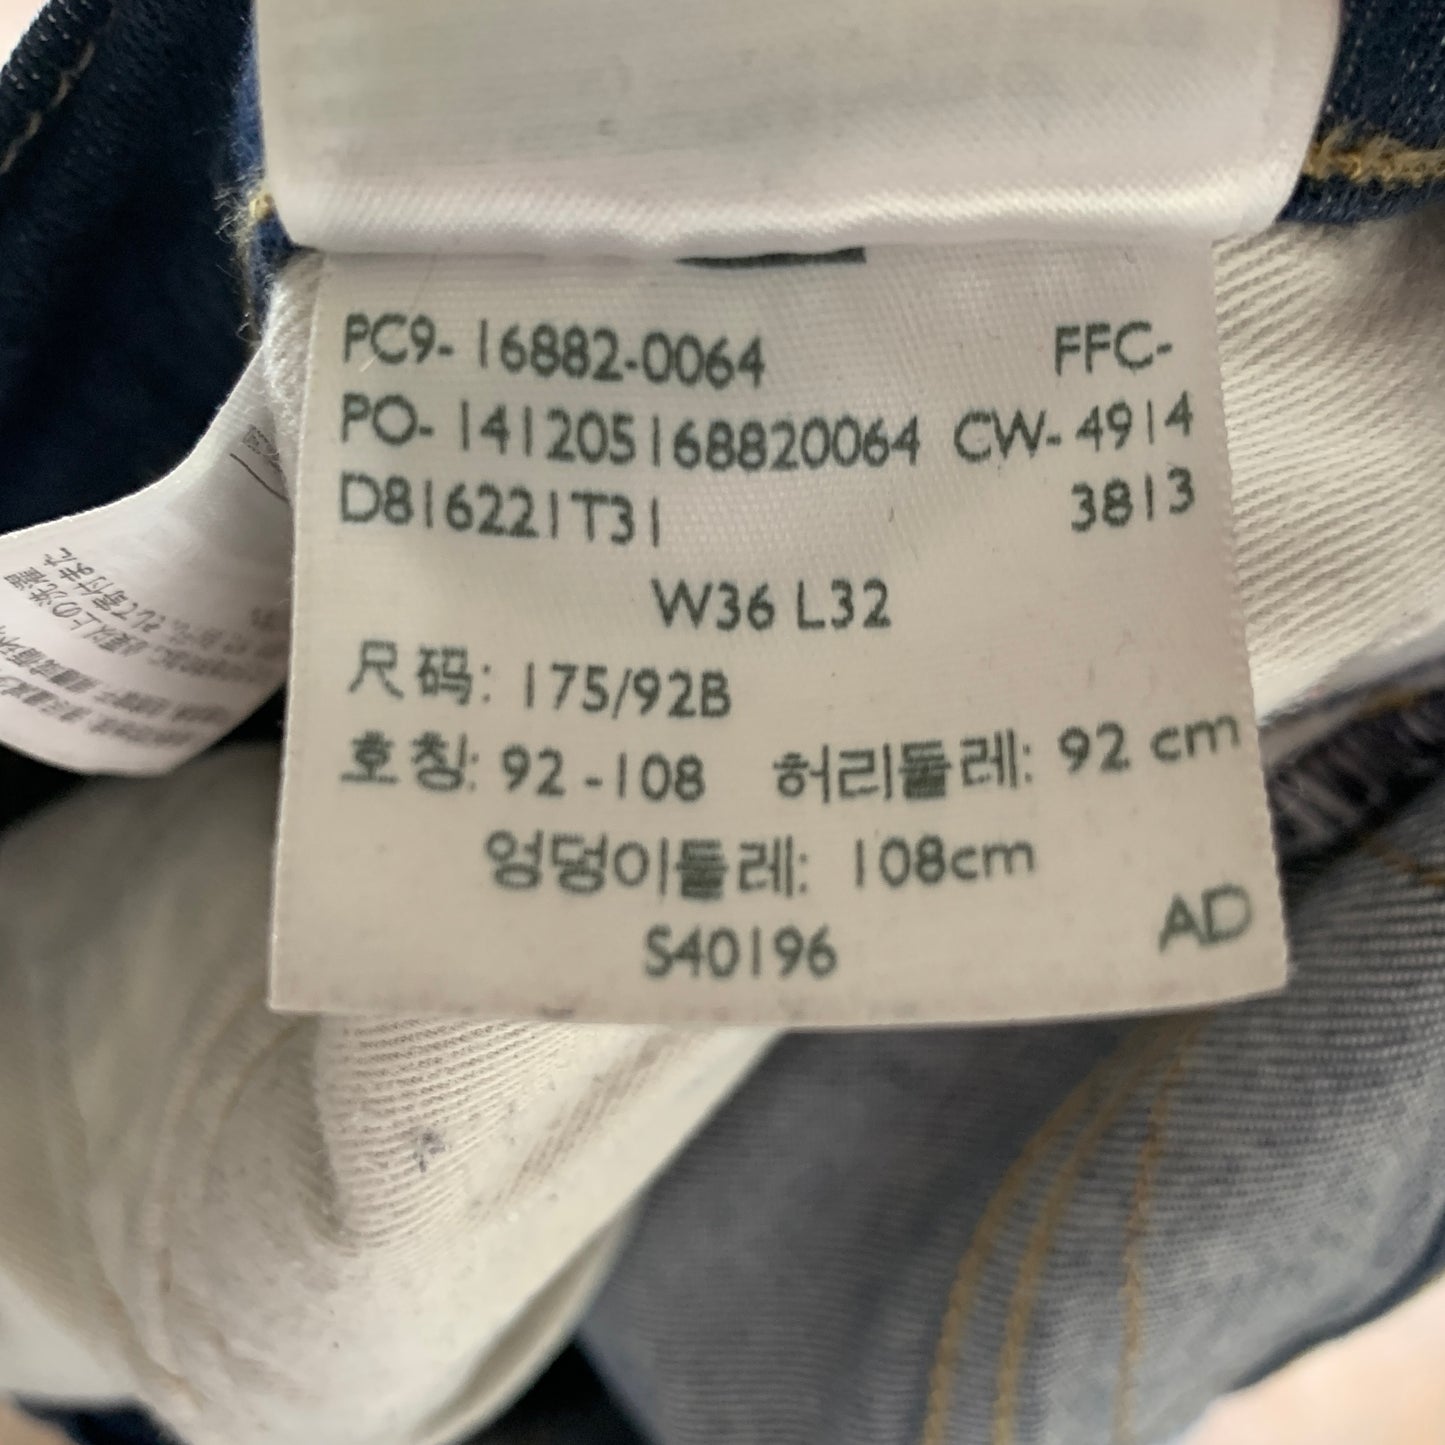 PC9-16882-0064 FFC-
PO-141205168820064 CW-4914
D816221T31 3813
W36 L32
尺码: 175/92B
호칭: 92-108 허리둘레: 92 cm
엉덩이둘레: 108cm
S40196 AD